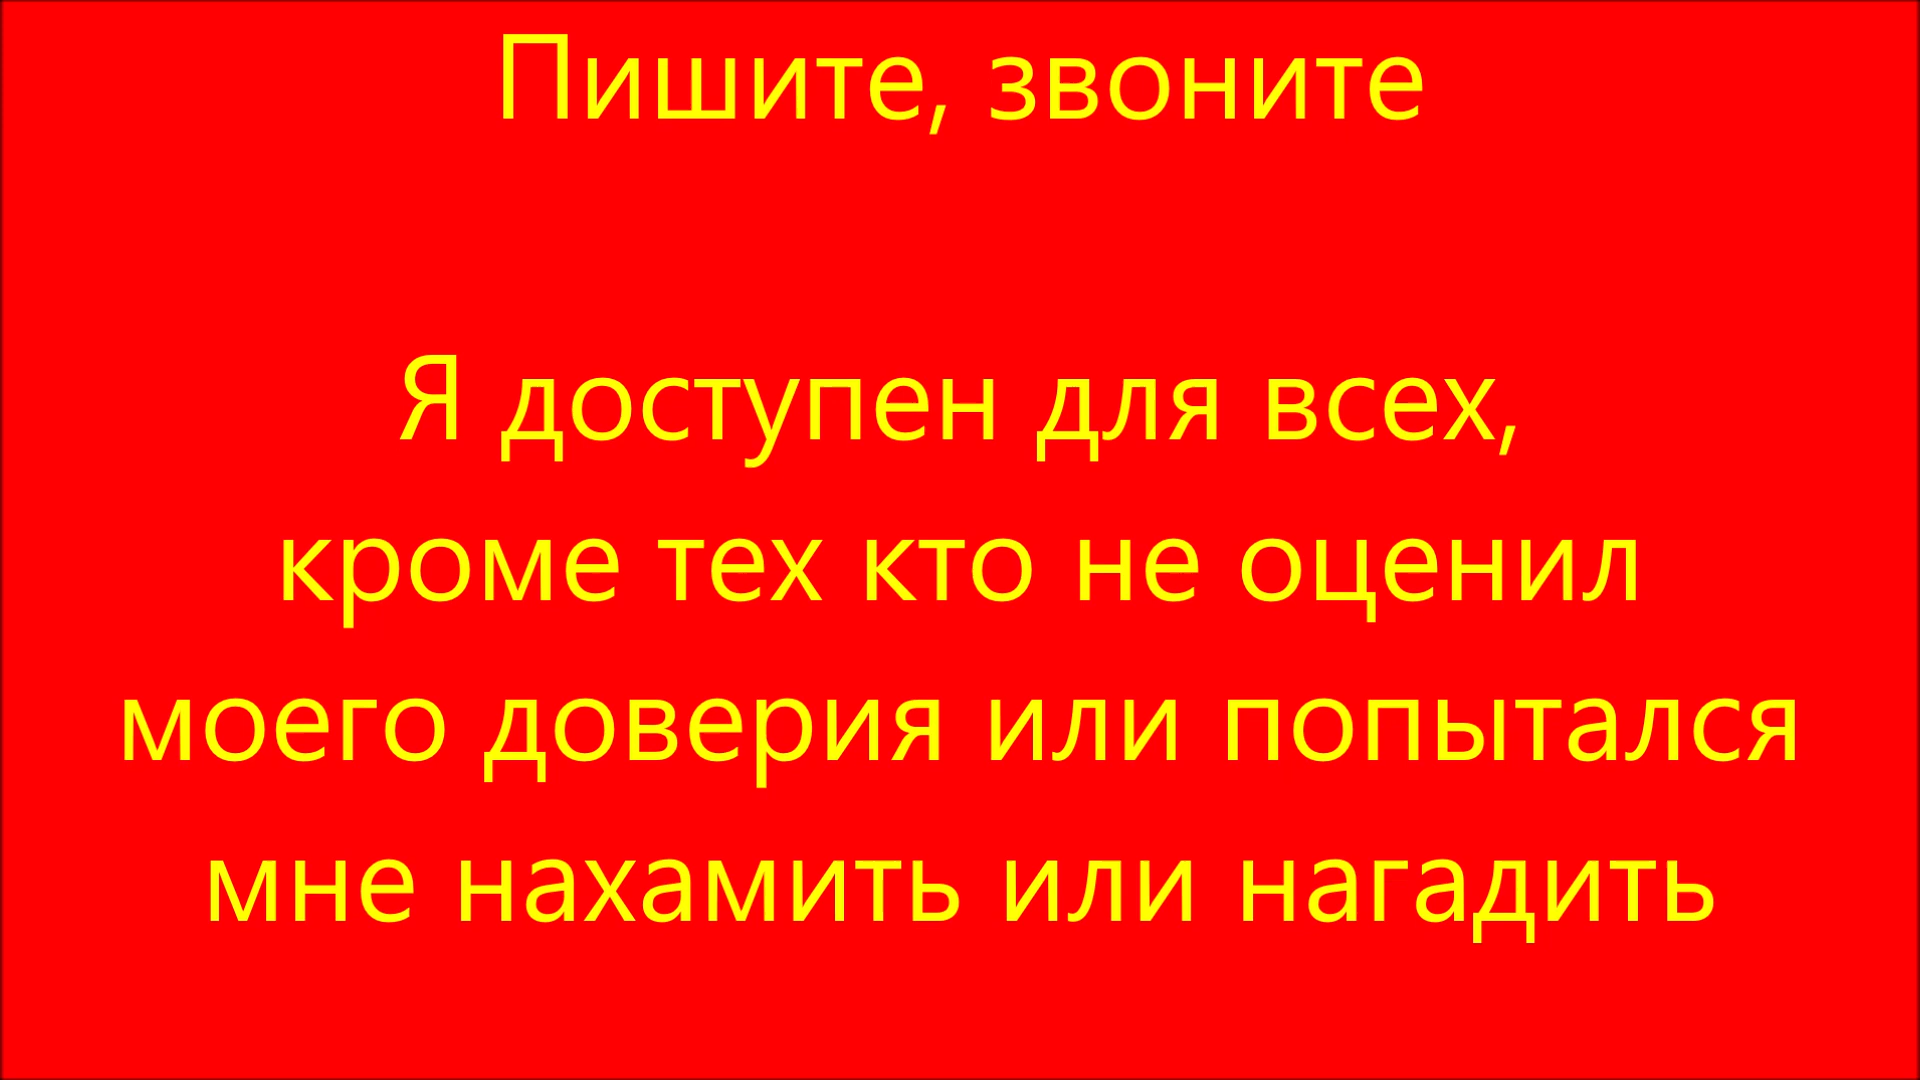 Пишите, звоните
Я доступен для всех,
кроме тех кто не оценил
моего доверия или попытался
мне нахамить или нагадить